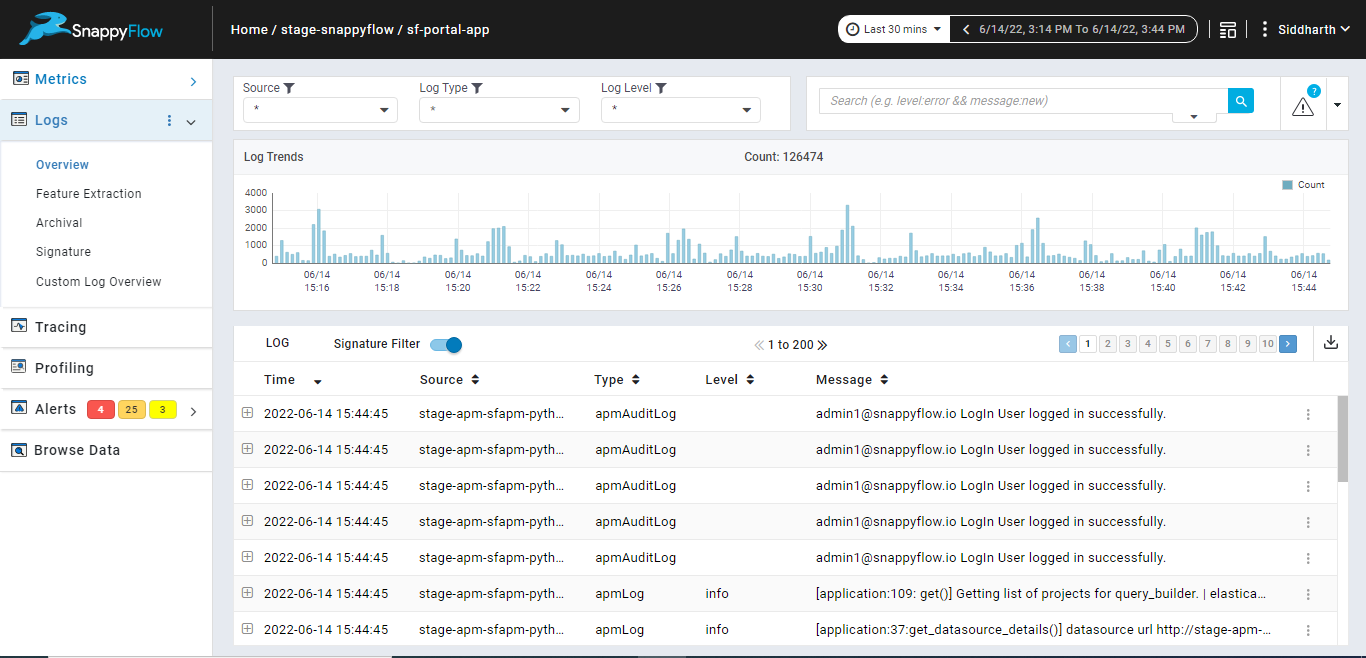 SnappyFlow
Home / stage-snappyflow / sf-portal-app
Last 30 mins
6/14/22, 3:14 PM To 6/14/22, 3:44 PM
Siddharth
Metrics
Logs
Overview
Feature Extraction
Archival
Signature
Custom Log Overview
Tracing
Profiling
Alerts 4 25 3
Browse Data
Source Log Type Log Level
* * *
Search (e.g. level:error && message:new)
?
Log Trends Count: 126474
Count
4000
3000
2000
1000
0
06/14 06/14 06/14 06/14 06/14 06/14 06/14 06/14 06/14 06/14 06/14 06/14 06/14 06/14 06/14
15:16 15:18 15:20 15:22 15:24 15:26 15:28 15:30 15:32 15:34 15:36 15:38 15:40 15:42 15:44
LOG Signature Filter 1 to 200 1 2 3 4 5 6 7 8 9 10
Time Source Type Level Message
2022-06-14 15:44:45 stage-apm-sfapm-pyth... apmAuditLog admin1@snappyflow.io LogIn User logged in successfully.
2022-06-14 15:44:45 stage-apm-sfapm-pyth... apmAuditLog admin1@snappyflow.io LogIn User logged in successfully.
2022-06-14 15:44:45 stage-apm-sfapm-pyth... apmAuditLog admin1@snappyflow.io LogIn User logged in successfully.
2022-06-14 15:44:45 stage-apm-sfapm-pyth... apmAuditLog admin1@snappyflow.io LogIn User logged in successfully.
2022-06-14 15:44:45 stage-apm-sfapm-pyth... apmAuditLog admin1@snappyflow.io LogIn User logged in successfully.
2022-06-14 15:44:45 stage-apm-sfapm-pyth... apmLog info [application:109: get()] Getting list of projects for query_builder. | elastica...
2022-06-14 15:44:45 stage-apm-sfapm-pyth... apmLog info [application:37:get_datasource_details()] datasource url http://stage-apm-...